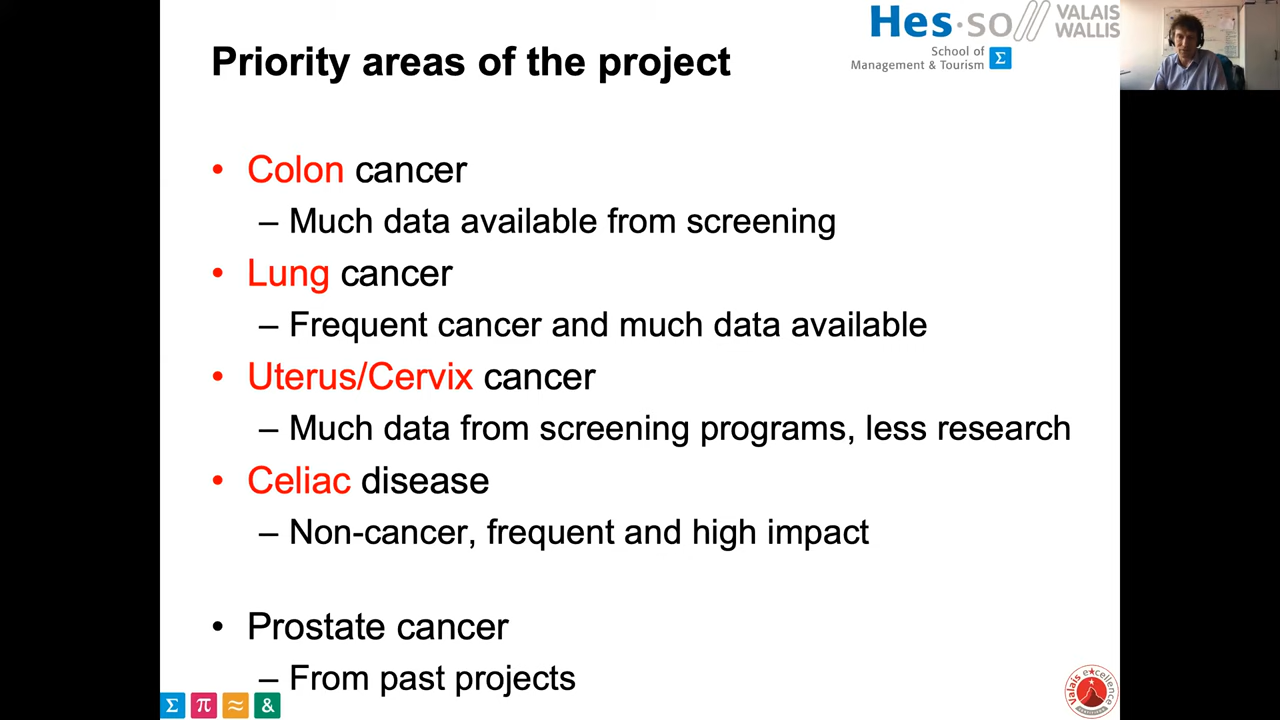 Hes·so VALAIS
WALLIS
School of
Management & Tourism Σ
Priority areas of the project
• Colon cancer
– Much data available from screening
• Lung cancer
– Frequent cancer and much data available
• Uterus/Cervix cancer
– Much data from screening programs, less research
• Celiac disease
– Non-cancer, frequent and high impact
• Prostate cancer
– From past projects
Σ π ≈ &
Valais excellence